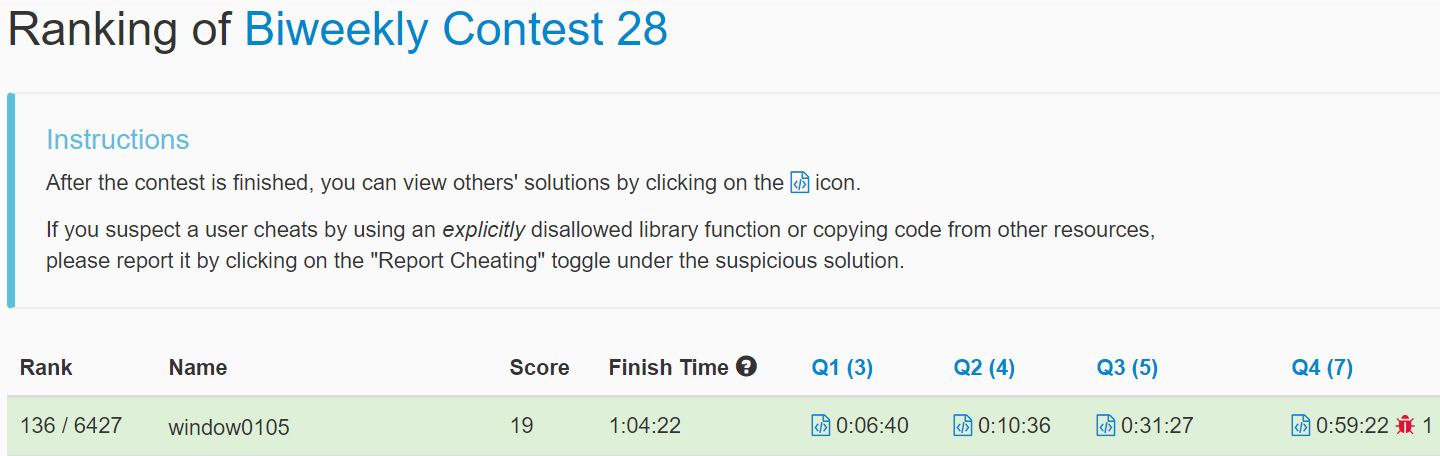 Ranking of Biweekly Contest 28
Instructions
After the contest is finished, you can view others' solutions by clicking on the icon.
If you suspect a user cheats by using an explicitly disallowed library function or copying code from other resources,
please report it by clicking on the "Report Cheating" toggle under the suspicious solution.
Rank Name Score Finish Time Q1 (3) Q2 (4) Q3 (5) Q4 (7)
136 / 6427 window0105 19 1:04:22 0:06:40 0:10:36 0:31:27 0:59:22 1